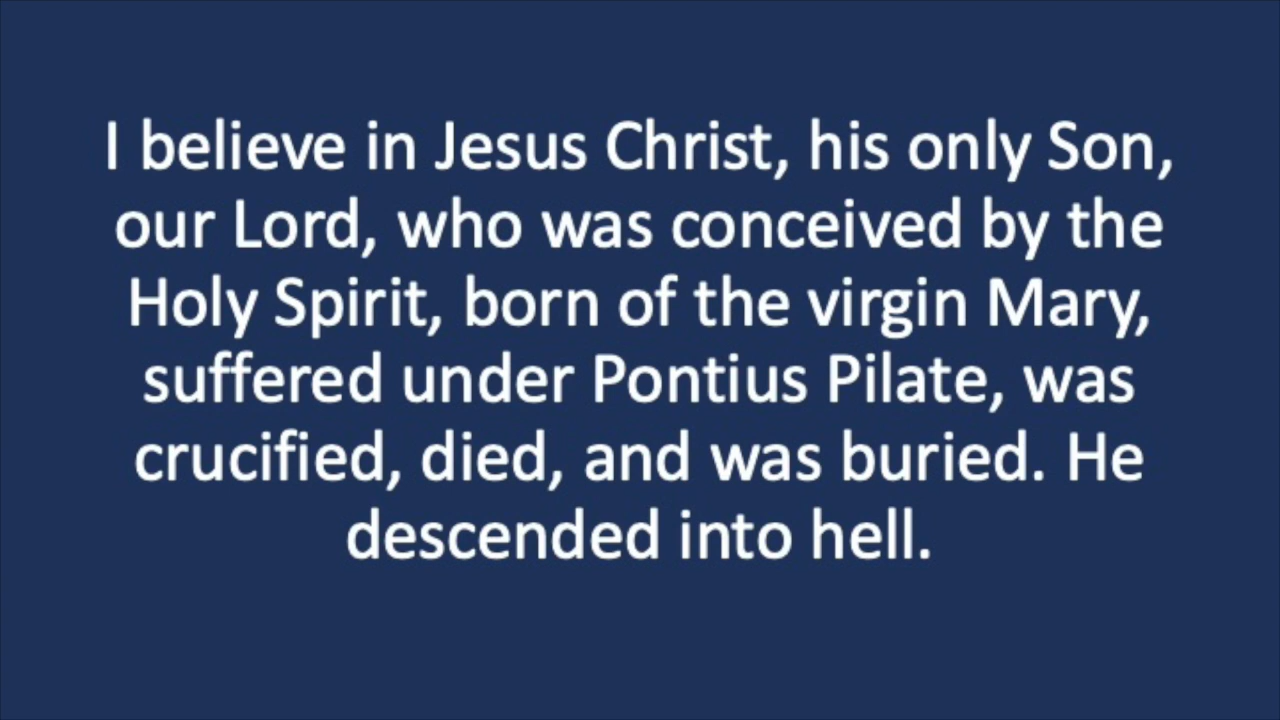 I believe in Jesus Christ, his only Son,
our Lord, who was conceived by the
Holy Spirit, born of the virgin Mary,
suffered under Pontius Pilate, was
crucified, died, and was buried. He
descended into hell.